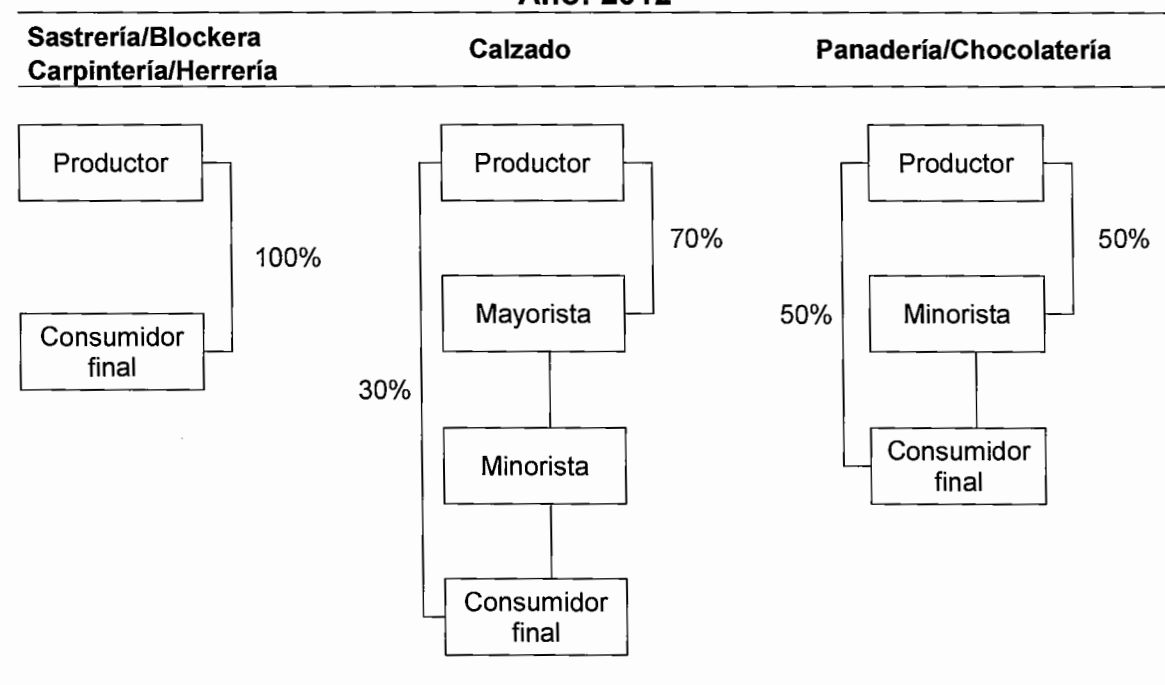 Sastrería/Blockera
Carpintería/Herrería
Calzado
Panadería/Chocolatería
Productor
100%
Consumidor
final
Productor
70%
Mayorista
30%
Minorista
Consumidor
final
Productor
50%
Minorista
50%
Consumidor
final